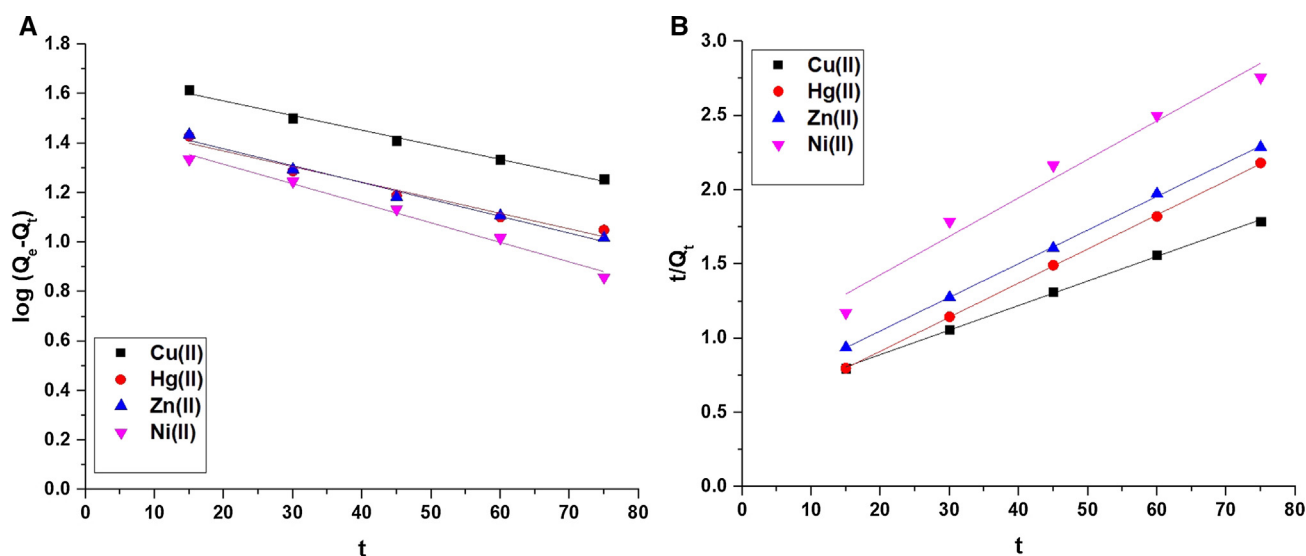 A
log (Qe-Qt)
1.8
1.6
1.4
1.2
1.0
0.8
0.6
0.4
0.2
0.0
Cu(II)
Hg(II)
Zn(II)
Ni(II)
0 10 20 30 40 50 60 70 80
t
B
t/Qt
3.0
2.5
2.0
1.5
1.0
0.5
0.0
Cu(II)
Hg(II)
Zn(II)
Ni(II)
0 10 20 30 40 50 60 70 80
t